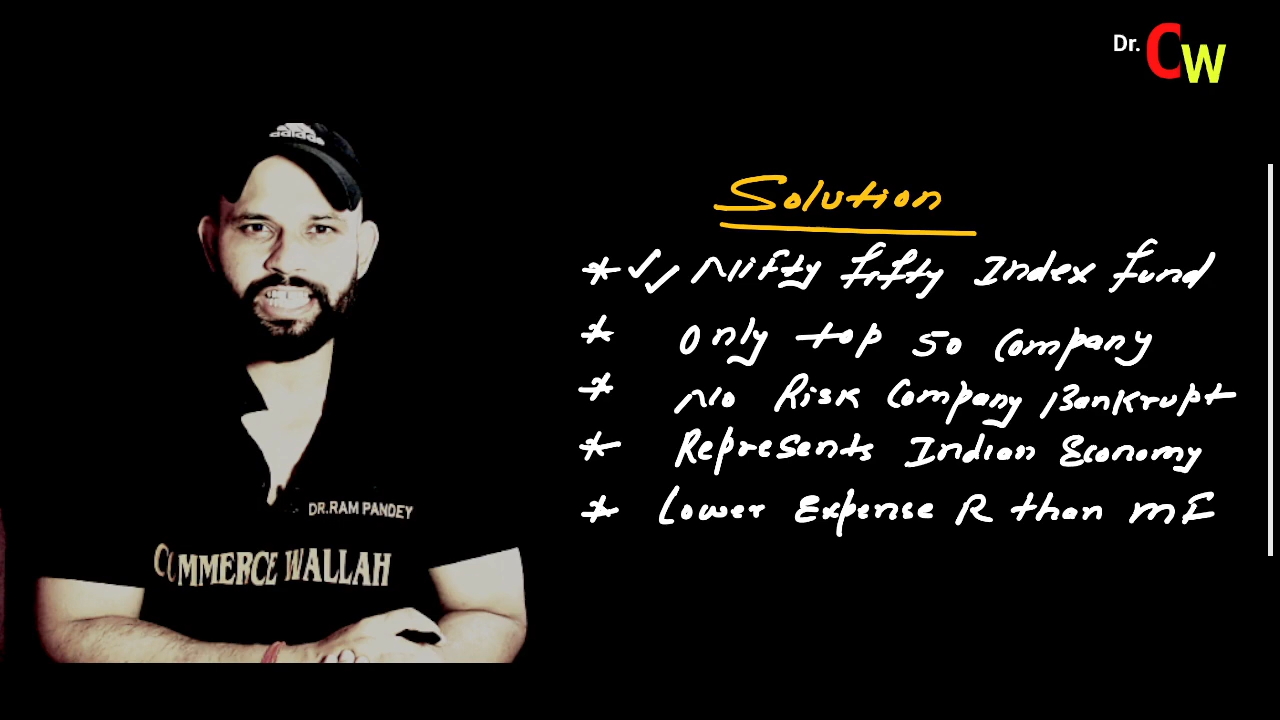 Dr. CW
adidas
Solution
* ✓✓ Nifty fifty Index fund
* Only top 50 Company
* No Risk Company Bankrupt
* Represents Indian Economy
* Lower Expense R than MF
DR.RAM PANDEY
COMMERCE WALLAH